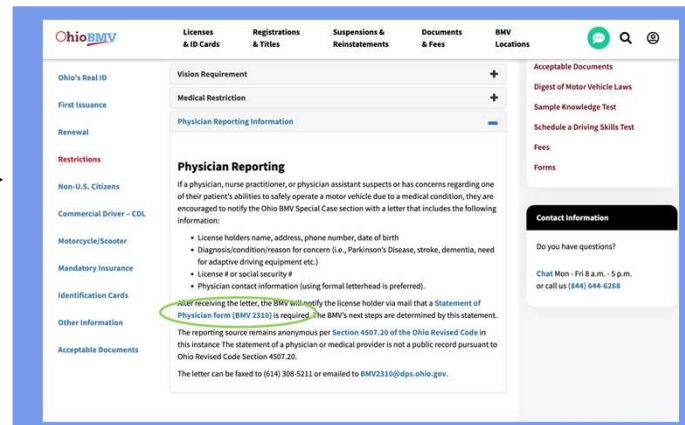 OhioBMV
Licenses
& ID Cards
Registrations
& Titles
Suspensions &
Reinstatements
Documents
& Fees
BMV
Locations
Ohio's Real ID
First Issuance
Renewal
Restrictions
Non-U.S. Citizens
Commercial Driver – CDL
Motorcycle/Scooter
Mandatory Insurance
Identification Cards
Other Information
Acceptable Documents
Vision Requirement
Medical Restriction
Physician Reporting Information
Physician Reporting
If a physician, nurse practitioner, or physician assistant suspects or has concerns regarding one
of their patient's abilities to safely operate a motor vehicle due to a medical condition, they are
encouraged to notify the Ohio BMV Special Case section with a letter that includes the following
information:
• License holders name, address, phone number, date of birth
• Diagnosis/condition/reason for concern (i.e., Parkinson's Disease, stroke, dementia, need
for adaptive driving equipment etc.)
• License # or social security #
• Physician contact information (using formal letterhead is preferred).
After receiving the letter, the BMV will notify the license holder via mail that a Statement of
Physician form (BMV 2310) is required. The BMV's next steps are determined by this statement.
The reporting source remains anonymous per Section 4507.20 of the Ohio Revised Code in
this instance The statement of a physician or medical provider is not a public record pursuant to
Ohio Revised Code Section 4507.20.
The letter can be faxed to (614) 308-5211 or emailed to BMV2310@dps.ohio.gov.
Acceptable Documents
Digest of Motor Vehicle Laws
Sample Knowledge Test
Schedule a Driving Skills Test
Fees
Forms
Contact Information
Do you have questions?
Chat Mon - Fri 8 a.m. - 5 p.m.
or call us (844) 644-6268